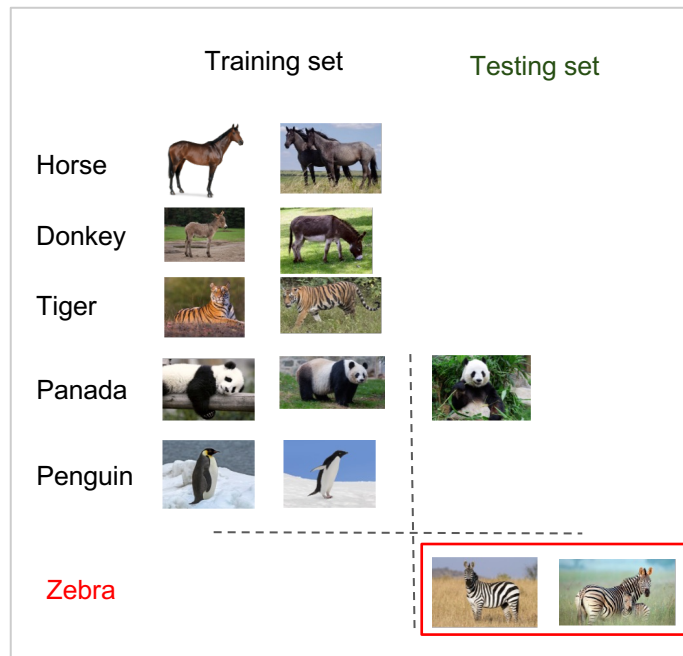 Training set
Testing set
Horse
Donkey
Tiger
Panada
Penguin
Zebra